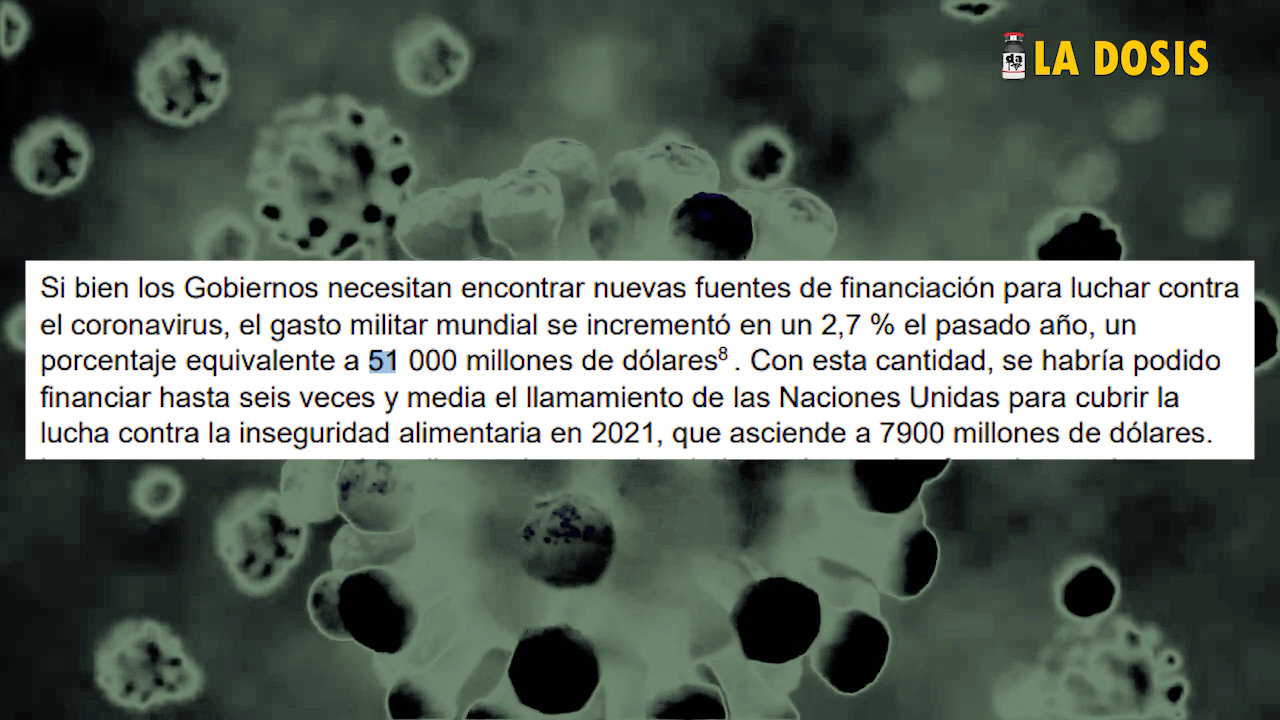 LA DOSIS
Si bien los Gobiernos necesitan encontrar nuevas fuentes de financiación para luchar contra
el coronavirus, el gasto militar mundial se incrementó en un 2,7 % el pasado año, un
porcentaje equivalente a 51 000 millones de dólares⁸ . Con esta cantidad, se habría podido
financiar hasta seis veces y media el llamamiento de las Naciones Unidas para cubrir la
lucha contra la inseguridad alimentaria en 2021, que asciende a 7900 millones de dólares.